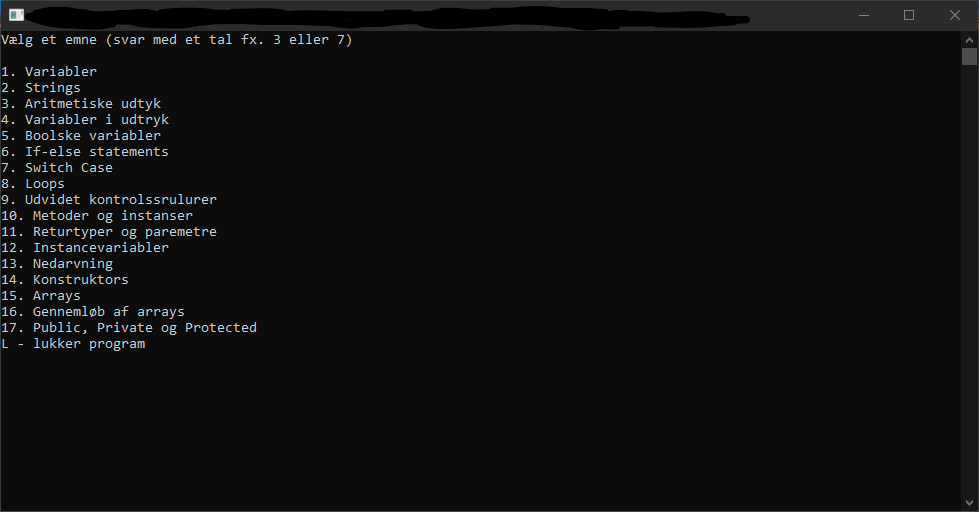 Vælg et emne (svar med et tal fx. 3 eller 7)
1. Variabler
2. Strings
3. Aritmetiske udtyk
4. Variabler i udtryk
5. Boolske variabler
6. If-else statements
7. Switch Case
8. Loops
9. Udvidet kontrolssrulurer
10. Metoder og instanser
11. Returtyper og paremetre
12. Instancevariabler
13. Nedarvning
14. Konstruktors
15. Arrays
16. Gennemløb af arrays
17. Public, Private og Protected
L - lukker program